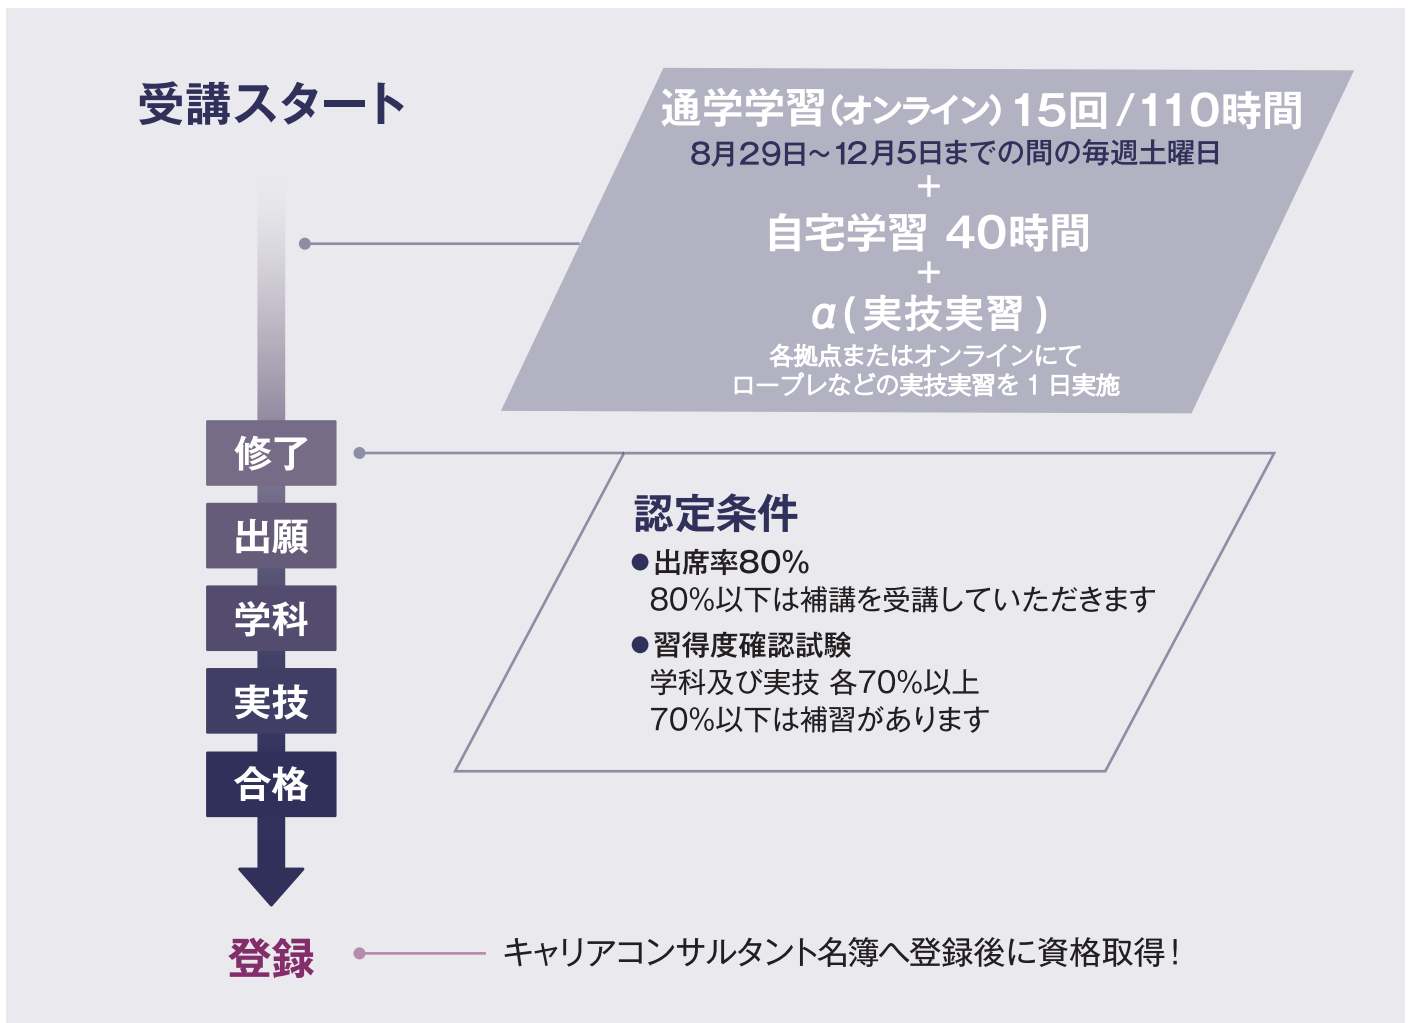 受講スタート
通学学習（オンライン）15回/110時間
8月29日～12月5日までの間の毎週土曜日
+
自宅学習 40時間
+
α(実技実習)
各拠点またはオンラインにて
ロープレなどの実技実習を1日実施
修了
認定条件
●出席率80%
80%以下は補講を受講していただきます
●習得度確認試験
学科及び実技 各70%以上
70%以下は補習があります
出願
学科
実技
合格
登録
キャリアコンサルタント名簿へ登録後に資格取得！